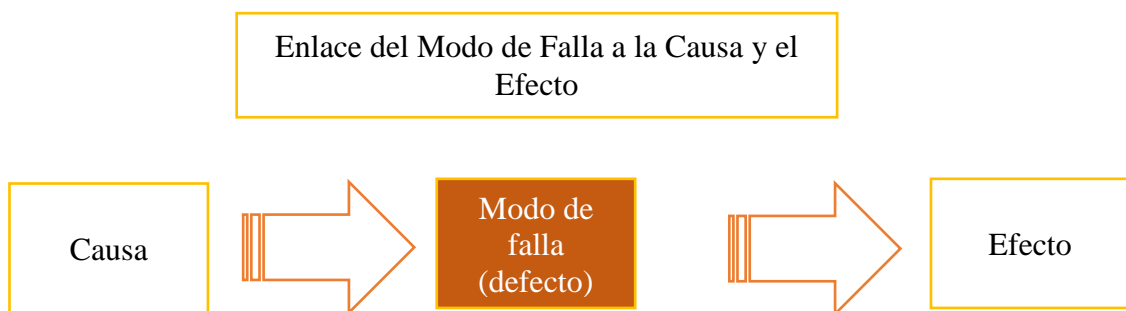 Enlace del Modo de Falla a la Causa y el
Efecto
Causa
Modo de
falla
(defecto)
Efecto